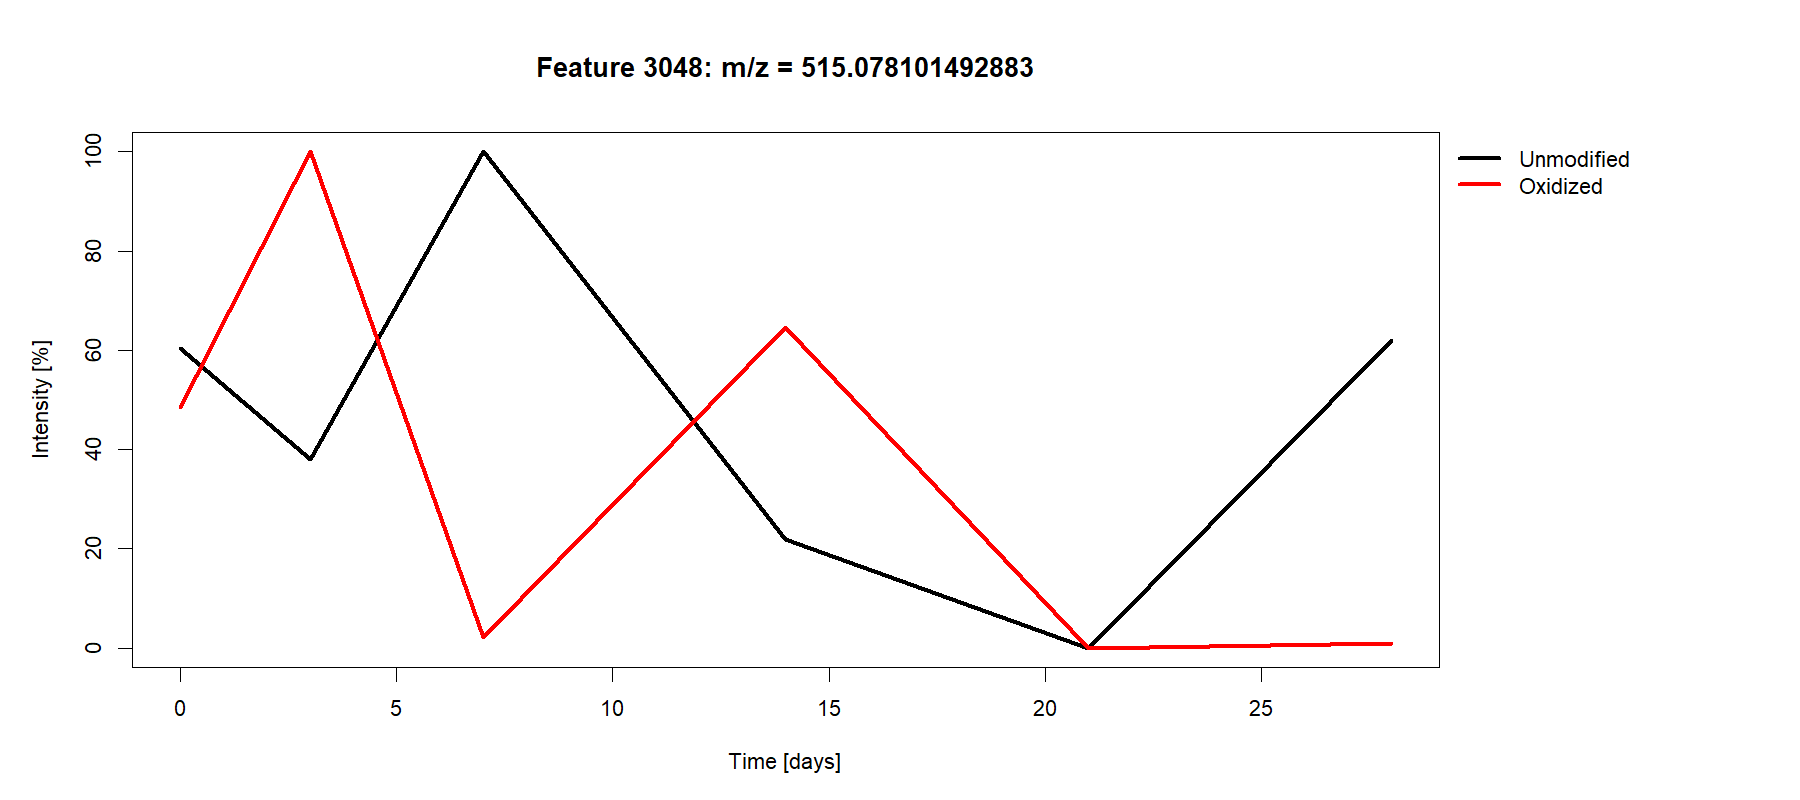 Feature 3048: m/z = 515.078101492883
Unmodified
Oxidized
Intensity [%]
100
80
60
40
20
0
0 5 10 15 20 25
Time [days]